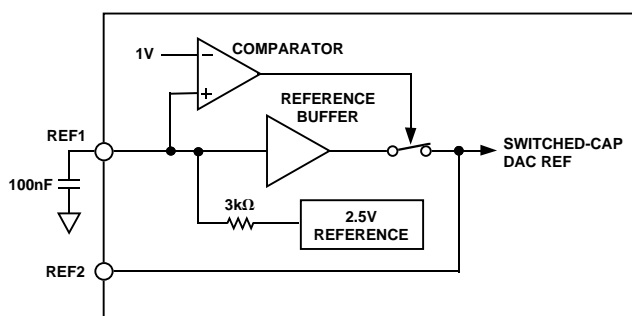 COMPARATOR
1V
−
+
REFERENCE
BUFFER
REF1
SWITCHED-CAP
DAC REF
100nF
3kΩ
2.5V
REFERENCE
REF2